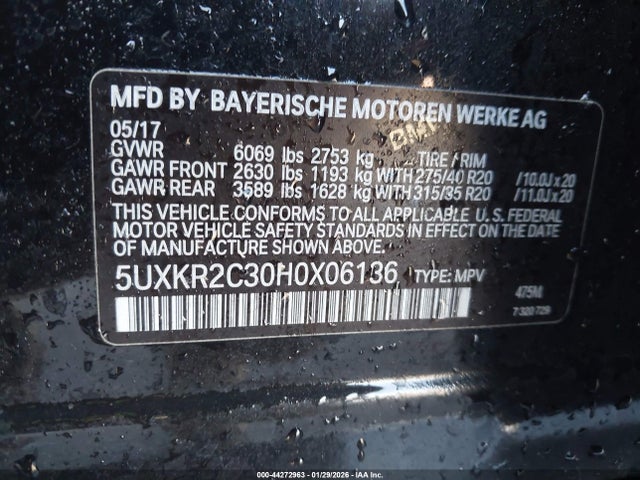 MFD BY BAYERISCHE MOTOREN WERKE AG
05/17
GVWR 6069 lbs 2753 kg TIRE / RIM
GAWR FRONT 2630 lbs 1193 kg WITH 275/40 R20 /10.0J x 20
GAWR REAR 3589 lbs 1628 kg WITH 315/35 R20 /11.0J x 20
THIS VEHICLE CONFORMS TO ALL APPLICABLE U.S. FEDERAL
MOTOR VEHICLE SAFETY STANDARDS IN EFFECT ON THE DATE
OF MANUFACTURE SHOWN ABOVE.
5UXKR2C30H0X06136 TYPE: MPV
475M
7 320 729
000-44272963 - 01/29/2026 - IAA Inc.